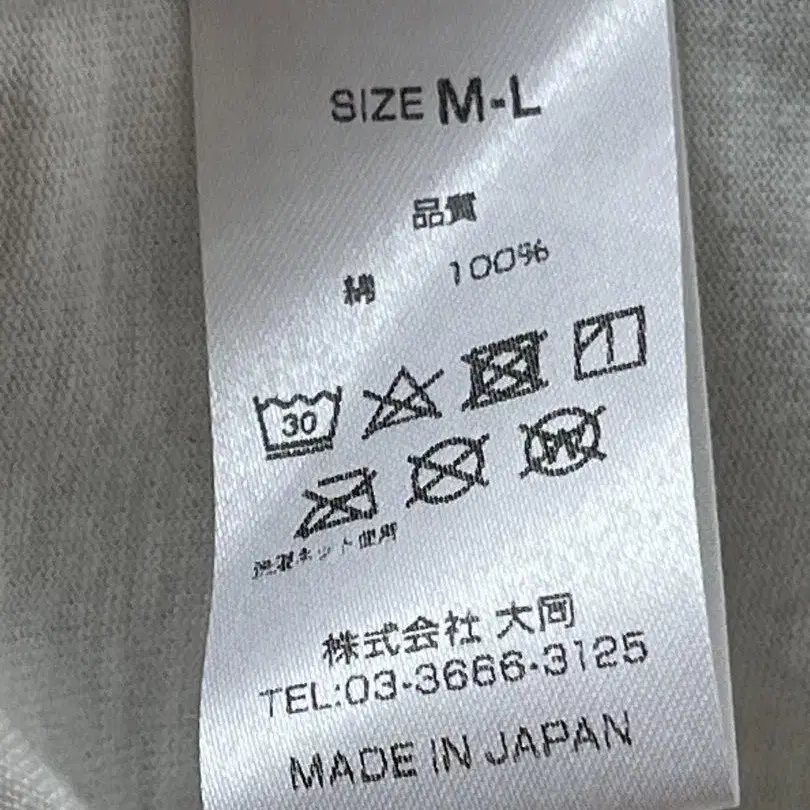 SIZE M-L
品質
綿 100%
30
W
洗濯ネット使用
株式会社 大同
TEL:03-3666-3125
MADE IN JAPAN